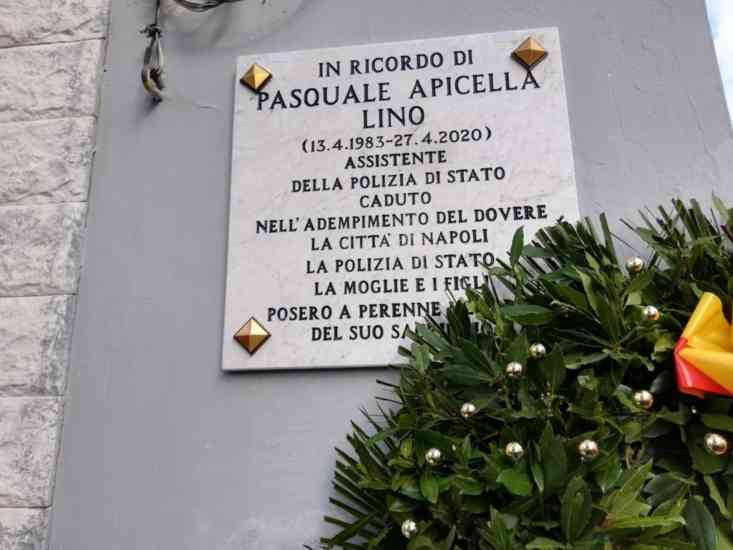 IN RICORDO DI
PASQUALE APICELLA
LINO
(13.4.1983-27.4.2020)
ASSISTENTE
DELLA POLIZIA DI STATO
CADUTO
NELL'ADEMPIMENTO DEL DOVERE
LA CITTA' DI NAPOLI
LA POLIZIA DI STATO
LA MOGLIE E I FIGLI
POSERO A PERENNE
DEL SUO